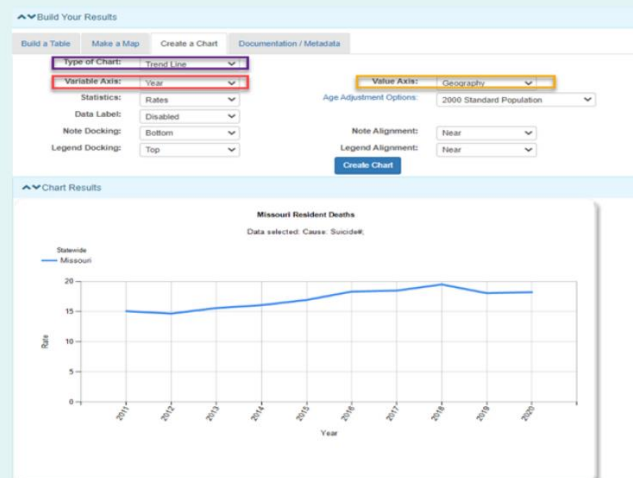 Build Your Results
Build a Table Make a Map Create a Chart Documentation / Metadata
Type of Chart: Trend Line
Variable Axis: Year Value Axis: Geography
Statistics: Rates Age Adjustment Options: 2000 Standard Population
Data Label: Disabled
Note Docking: Bottom Note Alignment: Near
Legend Docking: Top Legend Alignment: Near
Create Chart
Chart Results
Missouri Resident Deaths
Data selected: Cause: Suicide#;
Statewide
Missouri
20
15
Rate
10
5
0
2011 2012 2013 2014 2015 2016 2017 2018 2019 2020
Year